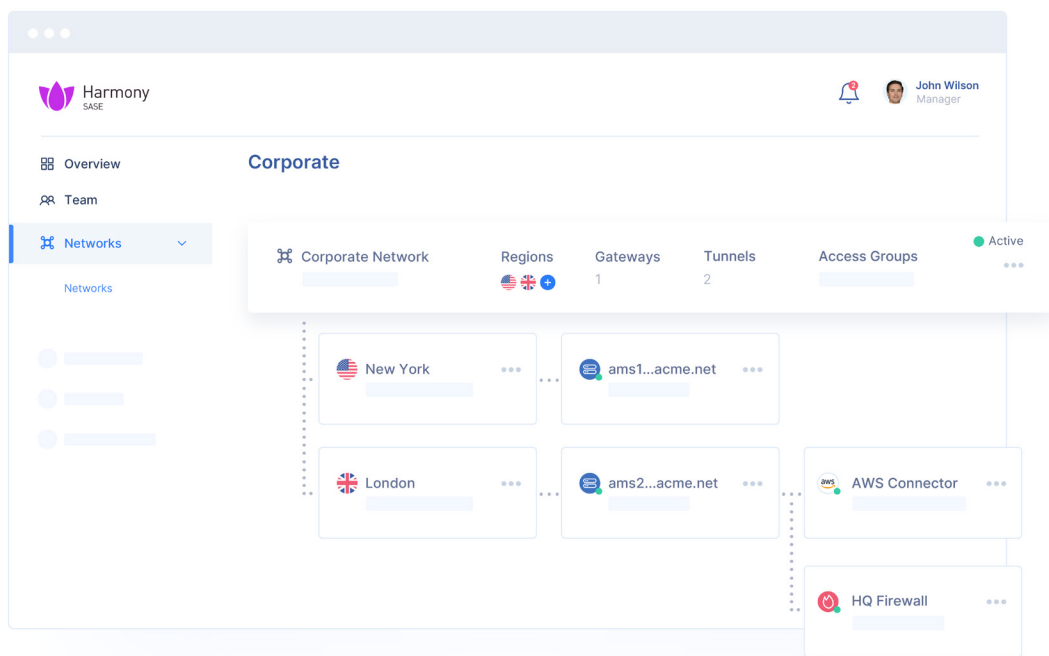 Harmony
SASE
2
John Wilson
Manager
Overview
Team
Networks
Networks
Corporate
Active
Corporate Network
Regions
Gateways
1
Tunnels
2
Access Groups
New York
ams1...acme.net
London
ams2...acme.net
aws
AWS Connector
HQ Firewall